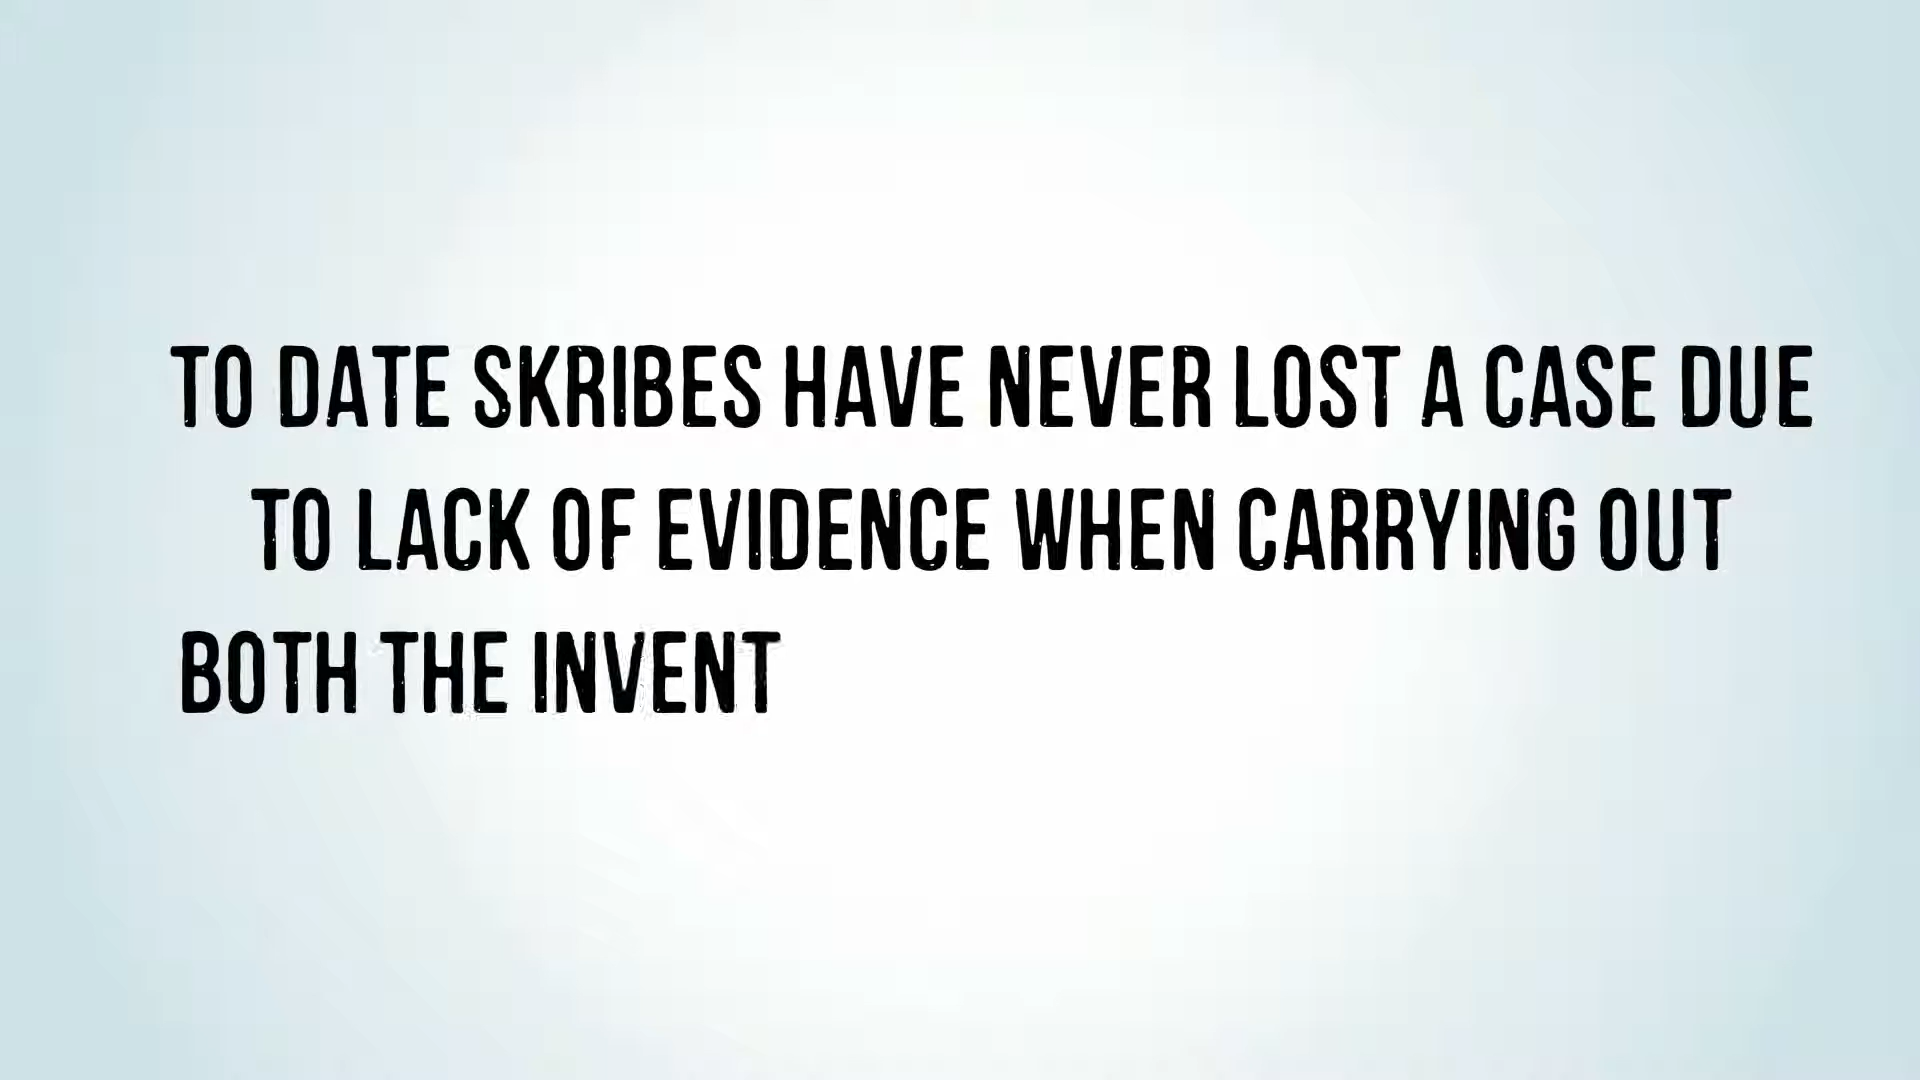 TO DATE SKRIBES HAVE NEVER LOST A CASE DUE
TO LACK OF EVIDENCE WHEN CARRYING OUT
BOTH THE INVENT